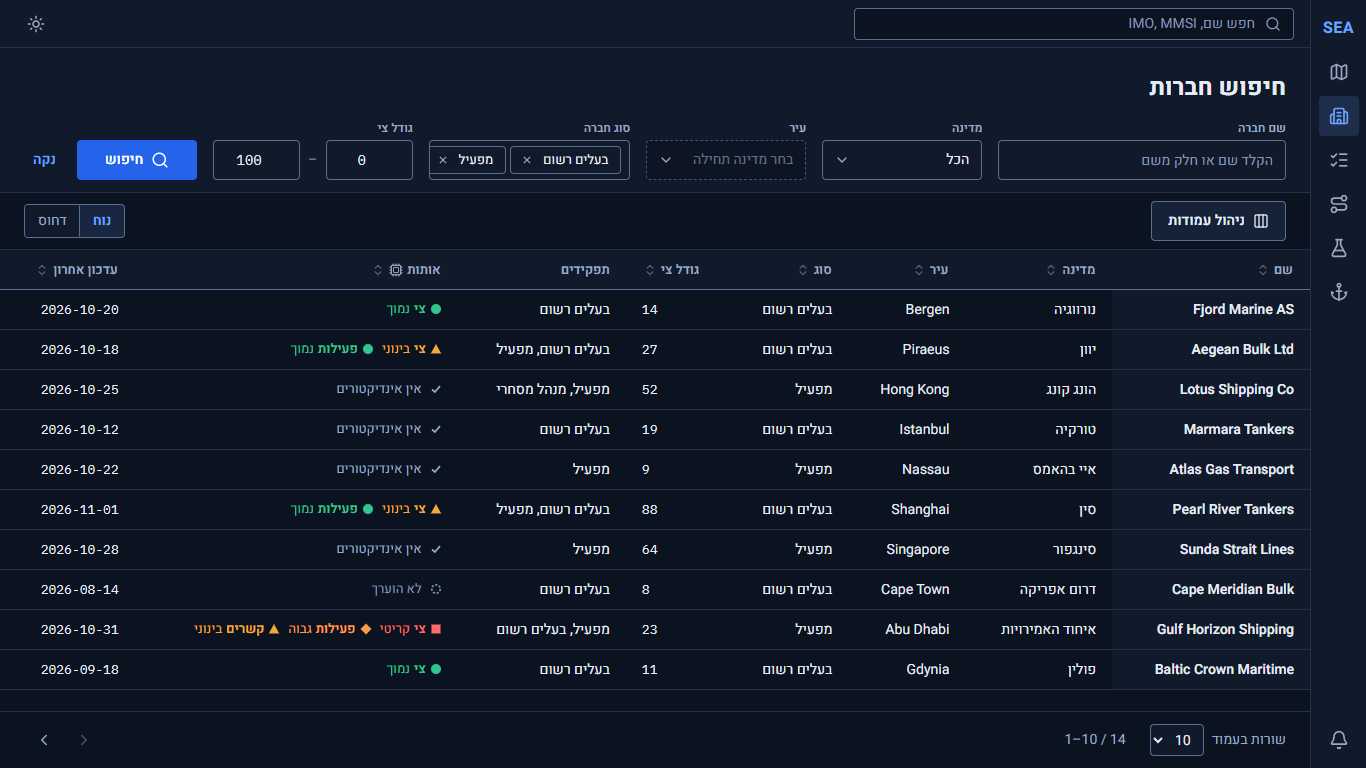 SEA
חפש שם, IMO, MMSI
חיפוש חברות
שם חברה
מדינה
עיר
סוג חברה
גודל צי
הקלד שם או חלק משם
הכל
בחר מדינה תחילה
בעלים רשום ×
מפעיל ×
0 – 100
חיפוש
נקה
ניהול עמודות
נוח
דחוס
שם מדינה עיר סוג גודל צי תפקידים אותות עדכון אחרון
Fjord Marine AS נורווגיה Bergen בעלים רשום 14 בעלים רשום צי נמוך 2026-10-20
Aegean Bulk Ltd יוון Piraeus בעלים רשום 27 בעלים רשום, מפעיל צי בינוני פעילות נמוך 2026-10-18
Lotus Shipping Co הונג קונג Hong Kong מפעיל 52 מפעיל, מנהל מסחרי אין אינדיקטורים 2026-10-25
Marmara Tankers טורקיה Istanbul בעלים רשום 19 בעלים רשום אין אינדיקטורים 2026-10-12
Atlas Gas Transport איי בהאמס Nassau מפעיל 9 מפעיל אין אינדיקטורים 2026-10-22
Pearl River Tankers סין Shanghai בעלים רשום 88 בעלים רשום, מפעיל צי בינוני פעילות נמוך 2026-11-01
Sunda Strait Lines סינגפור Singapore מפעיל 64 מפעיל אין אינדיקטורים 2026-10-28
Cape Meridian Bulk דרום אפריקה Cape Town בעלים רשום 8 בעלים רשום לא הוערך 2026-08-14
Gulf Horizon Shipping איחוד האמירויות Abu Dhabi מפעיל 23 מפעיל, בעלים רשום צי קריטי פעילות גבוה קשרים בינוני 2026-10-31
Baltic Crown Maritime פולין Gdynia בעלים רשום 11 בעלים רשום צי נמוך 2026-09-18
שורות בעמוד 10 1–10 / 14